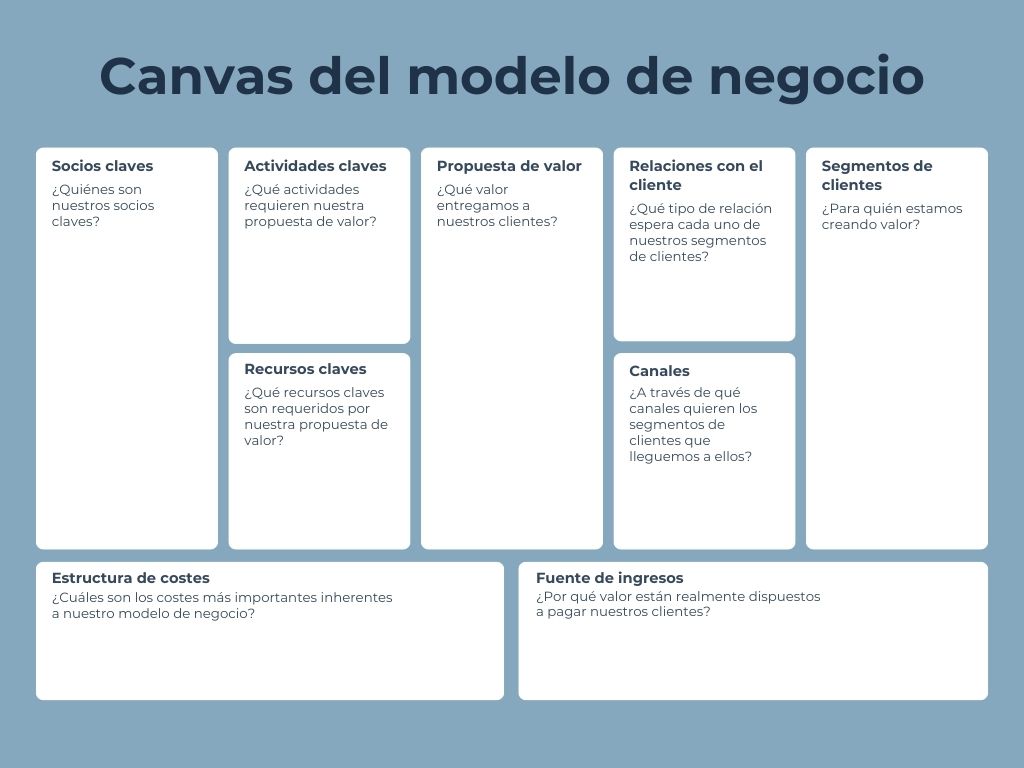 Canvas del modelo de negocio
Socios claves
¿Quiénes son
nuestros socios
claves?
Actividades claves
¿Qué actividades
requieren nuestra
propuesta de valor?
Recursos claves
¿Qué recursos claves
son requeridos por
nuestra propuesta de
valor?
Propuesta de valor
¿Qué valor
entregamos a
nuestros clientes?
Relaciones con el
cliente
¿Qué tipo de relación
espera cada uno de
nuestros segmentos
de clientes?
Canales
¿A través de qué
canales quieren los
segmentos de
clientes que
lleguemos a ellos?
Segmentos de
clientes
¿Para quién estamos
creando valor?
Estructura de costes
¿Cuáles son los costes más importantes inherentes
a nuestro modelo de negocio?
Fuente de ingresos
¿Por qué valor están realmente dispuestos
a pagar nuestros clientes?